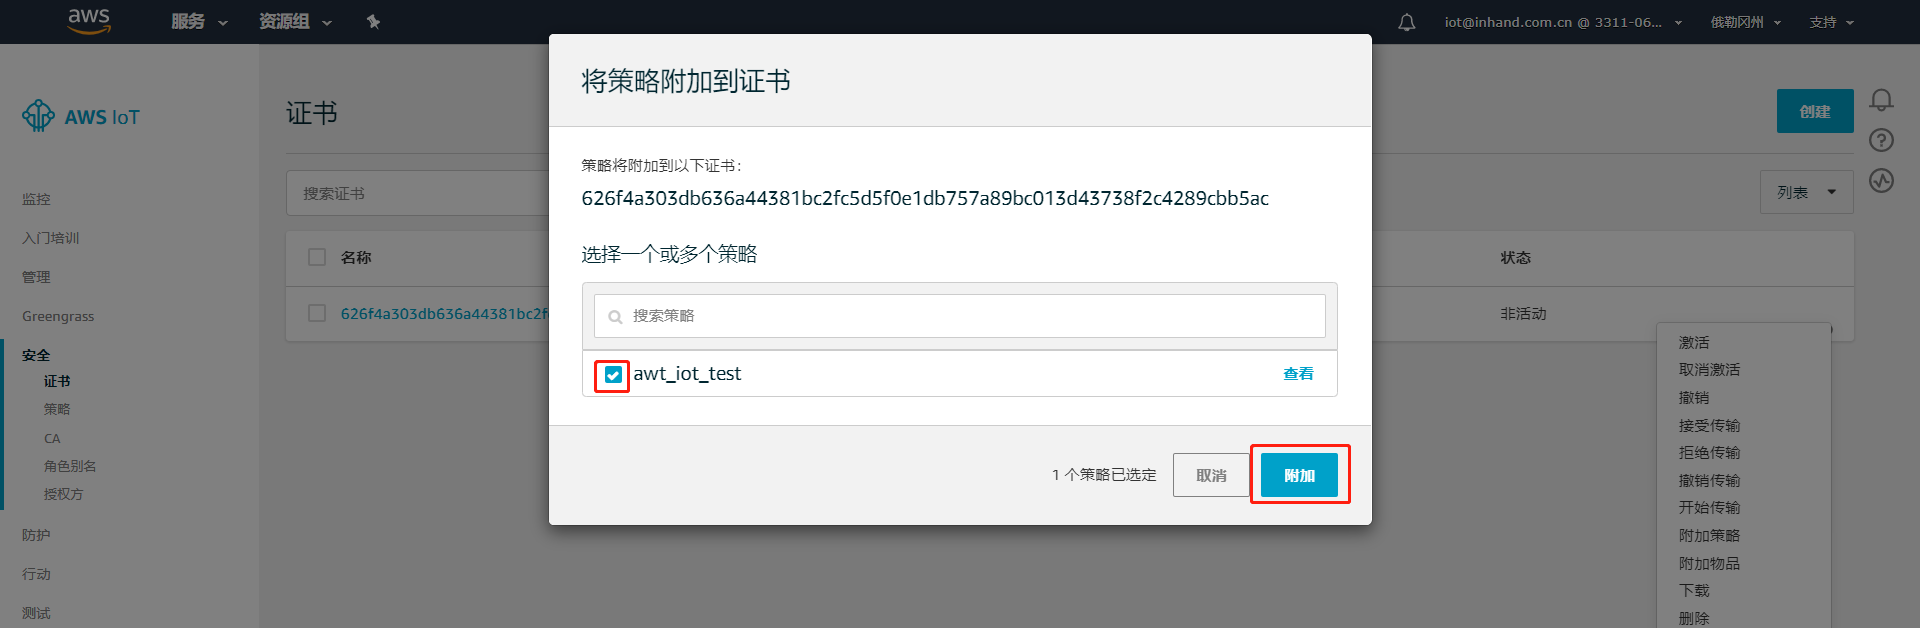 aws
服务
资源组
iot@inhand.com.cn @ 3311-06...
俄勒冈州
支持
AWS IoT
监控
入门培训
管理
Greengrass
安全
证书
策略
CA
角色别名
授权方
防护
行动
测试
证书
创建
搜索证书
列表
名称
状态
626f4a303db636a44381bc2f
非活动
激活
取消激活
撤销
接受传输
拒绝传输
撤销传输
开始传输
附加策略
附加物品
下载
删除
将策略附加到证书
策略将附加到以下证书：
626f4a303db636a44381bc2fc5d5f0e1db757a89bc013d43738f2c4289cbb5ac
选择一个或多个策略
搜索策略
awt_iot_test
查看
1 个策略已选定
取消
附加